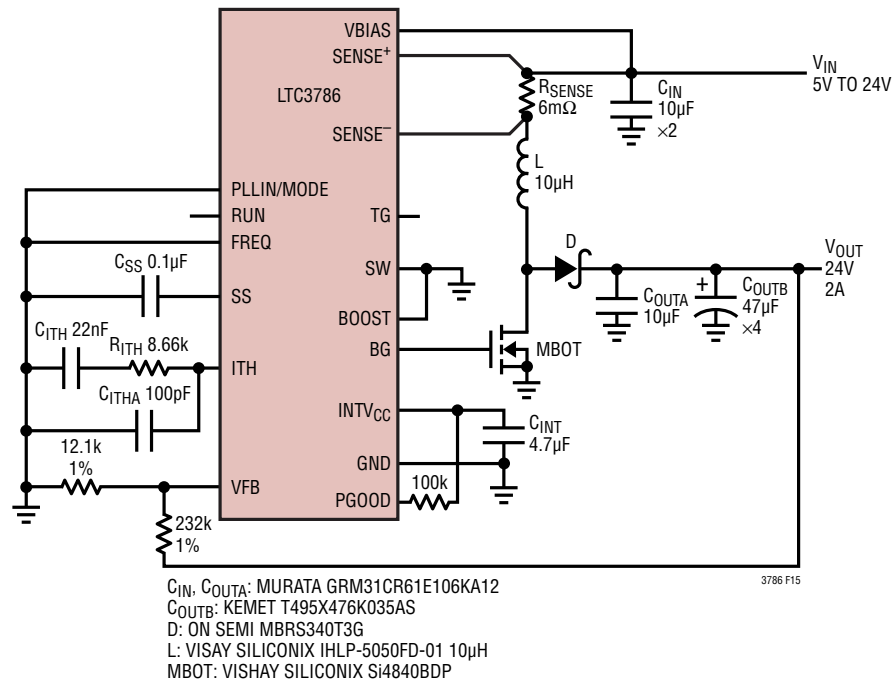 VBIAS
SENSE+
LTC3786
SENSE–
PLLIN/MODE
RUN
FREQ
SS
ITH
VFB
TG
SW
BOOST
BG
INTVCC
GND
PGOOD
RSENSE
6mΩ
CIN
10µF
×2
VIN
5V TO 24V
L
10µH
D
COUTA
10µF
+
COUTB
47µF
×4
VOUT
24V
2A
MBOT
CINT
4.7µF
100k
CSS 0.1µF
CITH 22nF
RITH 8.66k
CITHA 100pF
12.1k
1%
232k
1%
3786 F15
CIN, COUTA: MURATA GRM31CR61E106KA12
COUTB: KEMET T495X476K035AS
D: ON SEMI MBRS340T3G
L: VISAY SILICONIX IHLP-5050FD-01 10µH
MBOT: VISHAY SILICONIX Si4840BDP